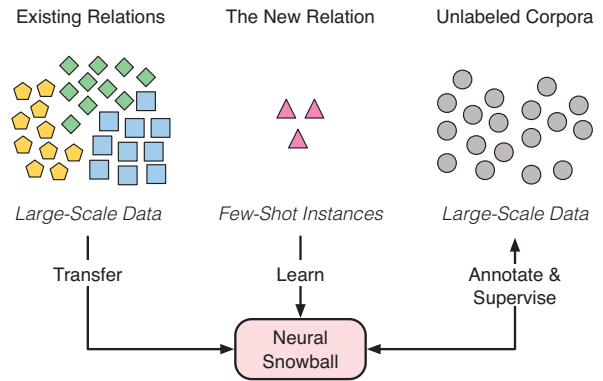 Existing Relations
The New Relation
Unlabeled Corpora
Large-Scale Data
Few-Shot Instances
Large-Scale Data
Transfer
Learn
Annotate &
Supervise
Neural
Snowball